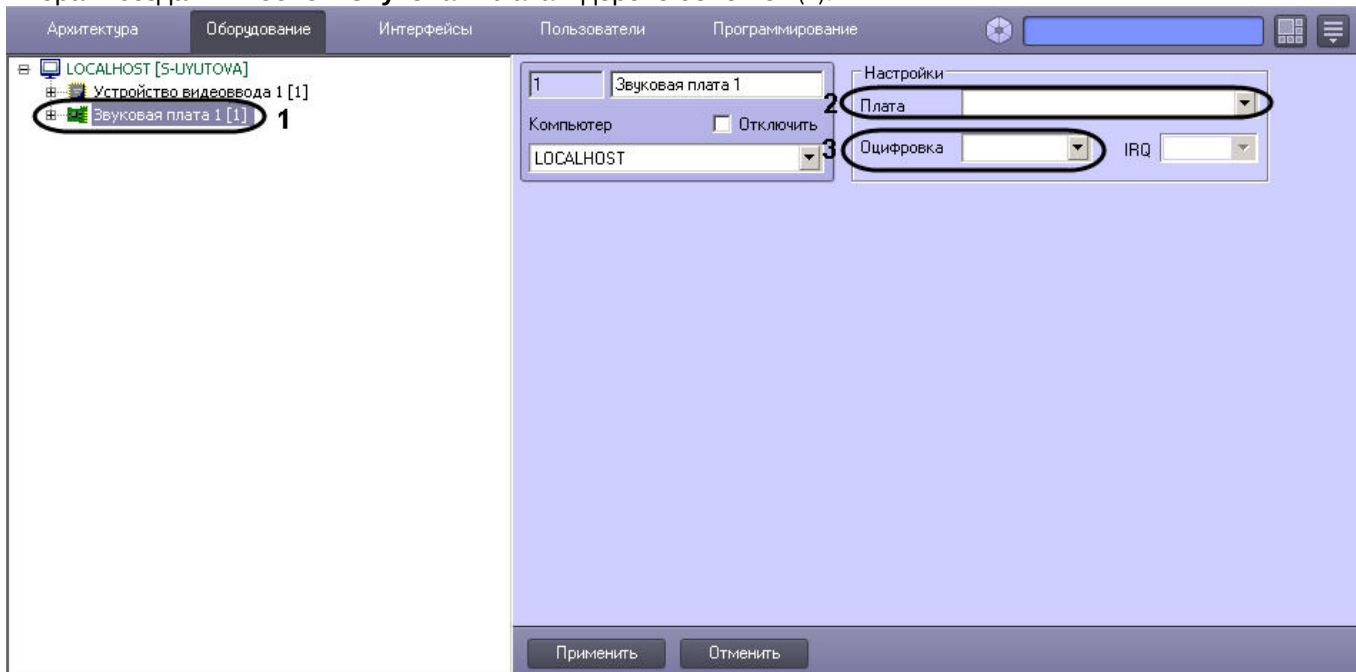 Архитектура Оборудование Интерфейсы Пользователи Программирование
LOCALHOST [S-UYUTOVA]
Устройство видеоввода 1 [1]
Звуковая плата 1 [1] 1
1 Звуковая плата 1
Компьютер Отключить
LOCALHOST
Настройки
2 Плата
3 Оцифровка IRQ
Применить Отменить